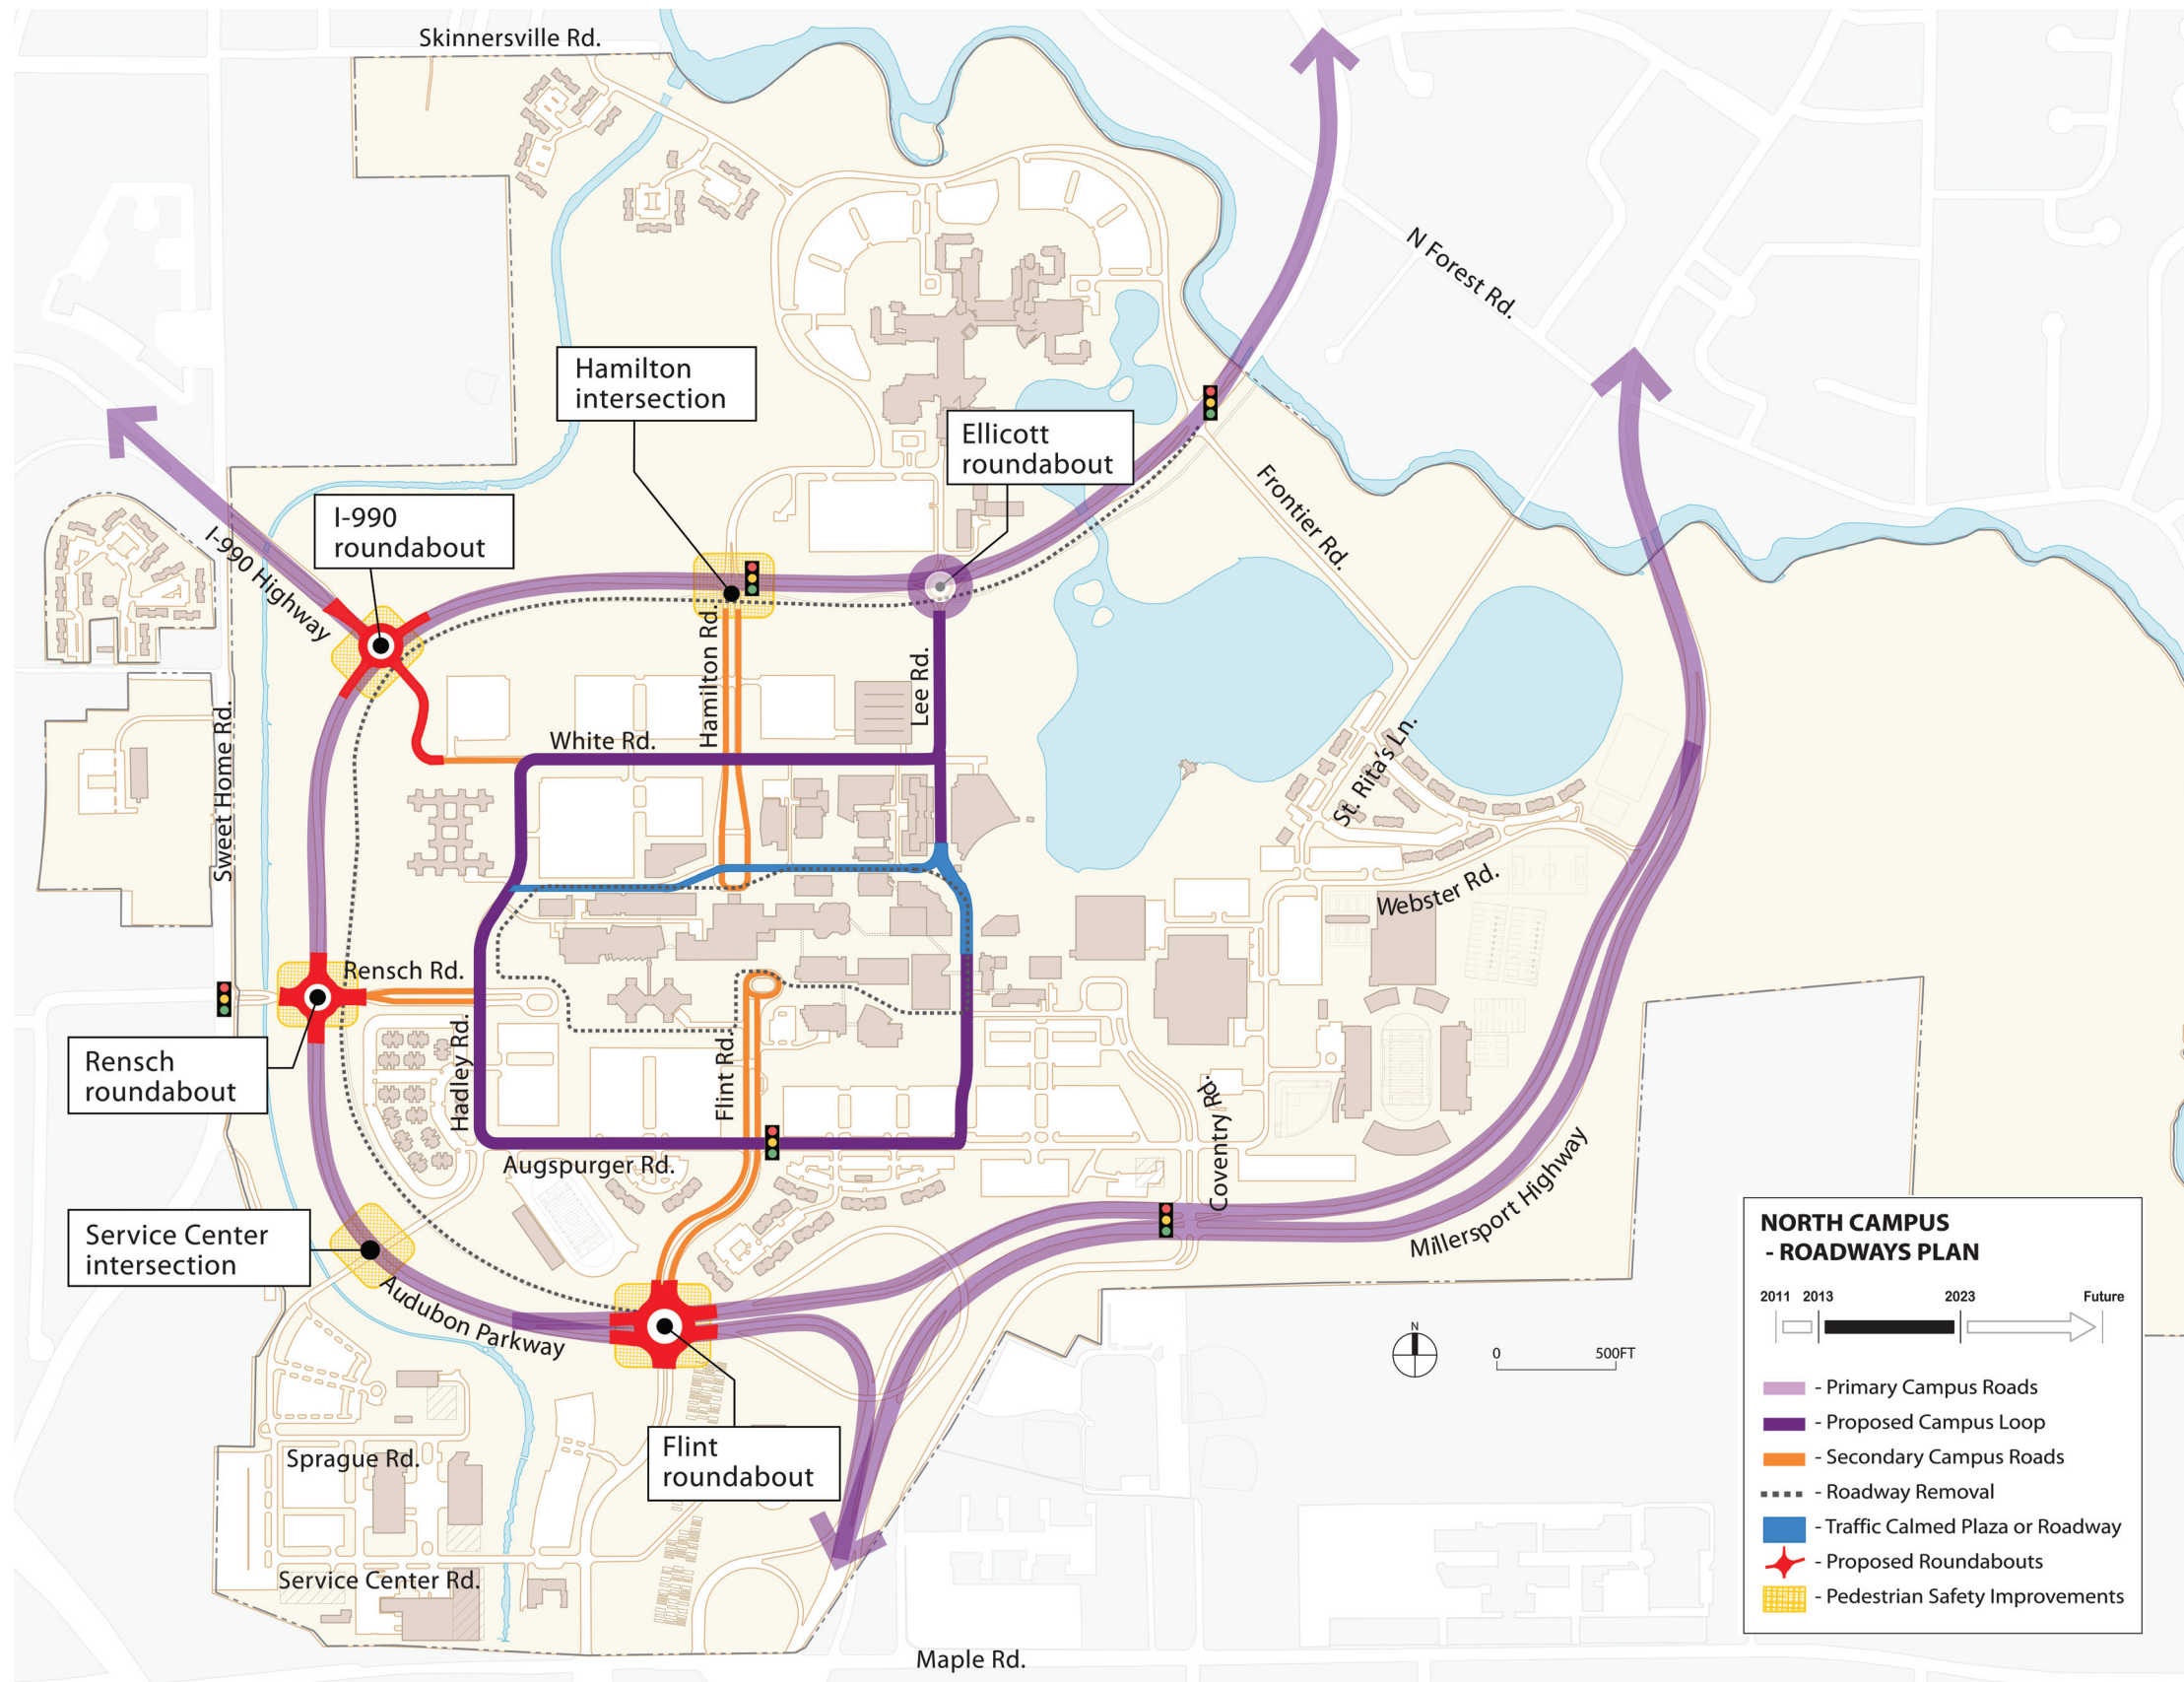 Skinnersville Rd.
N Forest Rd.
Hamilton
intersection
Ellicott
roundabout
I-990
roundabout
I-990 Highway
Frontier Rd.
Hamilton Rd.
Lee Rd.
White Rd.
Sweet Home Rd.
St. Rita's Ln.
Webster Rd.
Rensch Rd.
Rensch
roundabout
Hadley Rd.
Flint Rd.
Coventry Rd.
Augspurger Rd.
Millersport Highway
Service Center
intersection
Audubon Parkway
Flint
roundabout
Sprague Rd.
Service Center Rd.
Maple Rd.
N
0 500FT
NORTH CAMPUS
- ROADWAYS PLAN
2011 2013 2023 Future
- Primary Campus Roads
- Proposed Campus Loop
- Secondary Campus Roads
- Roadway Removal
- Traffic Calmed Plaza or Roadway
- Proposed Roundabouts
- Pedestrian Safety Improvements